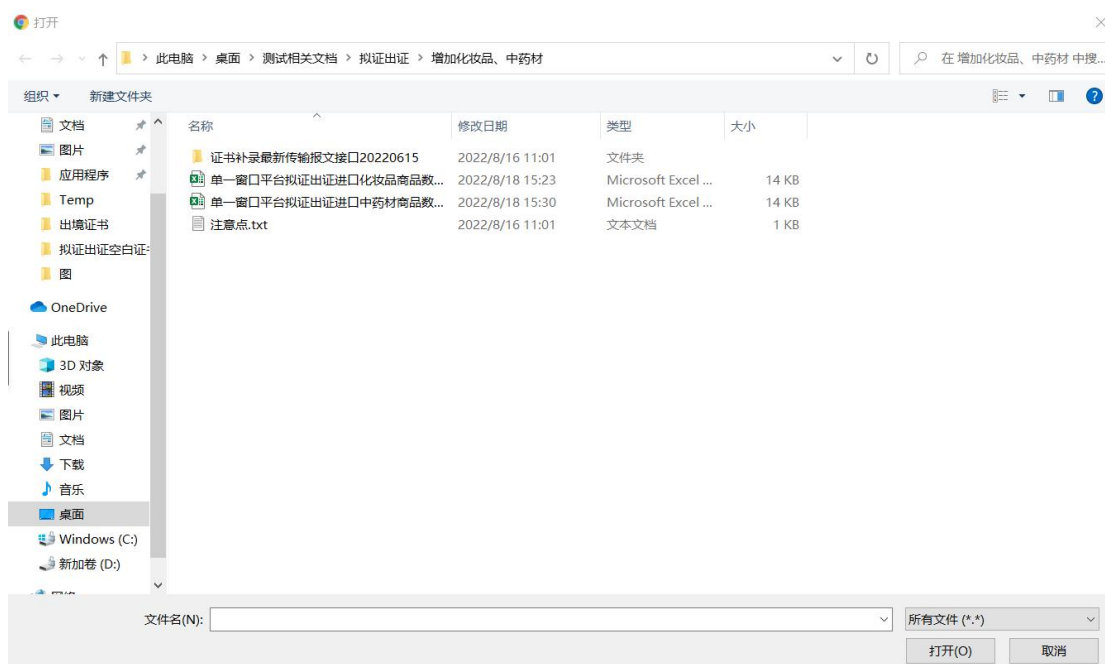 打开
此电脑 > 桌面 > 测试相关文档 > 拟证出证 > 增加化妆品、中药材
在 增加化妆品、中药材 中搜...
组织
新建文件夹
名称 修改日期 类型 大小
证书补录最新传输报文接口20220615 2022/8/16 11:01 文件夹
单一窗口平台拟证出证进口化妆品商品数... 2022/8/18 15:23 Microsoft Excel ... 14 KB
单一窗口平台拟证出证进口中药材商品数... 2022/8/18 15:30 Microsoft Excel ... 14 KB
注意点.txt 2022/8/16 11:01 文本文档 1 KB
文档
图片
应用程序
Temp
出境证书
拟证出证空白证
图
OneDrive
此电脑
3D 对象
视频
图片
文档
下载
音乐
桌面
Windows (C:)
新加卷 (D:)
文件名(N):
所有文件 (*.*)
打开(O)
取消